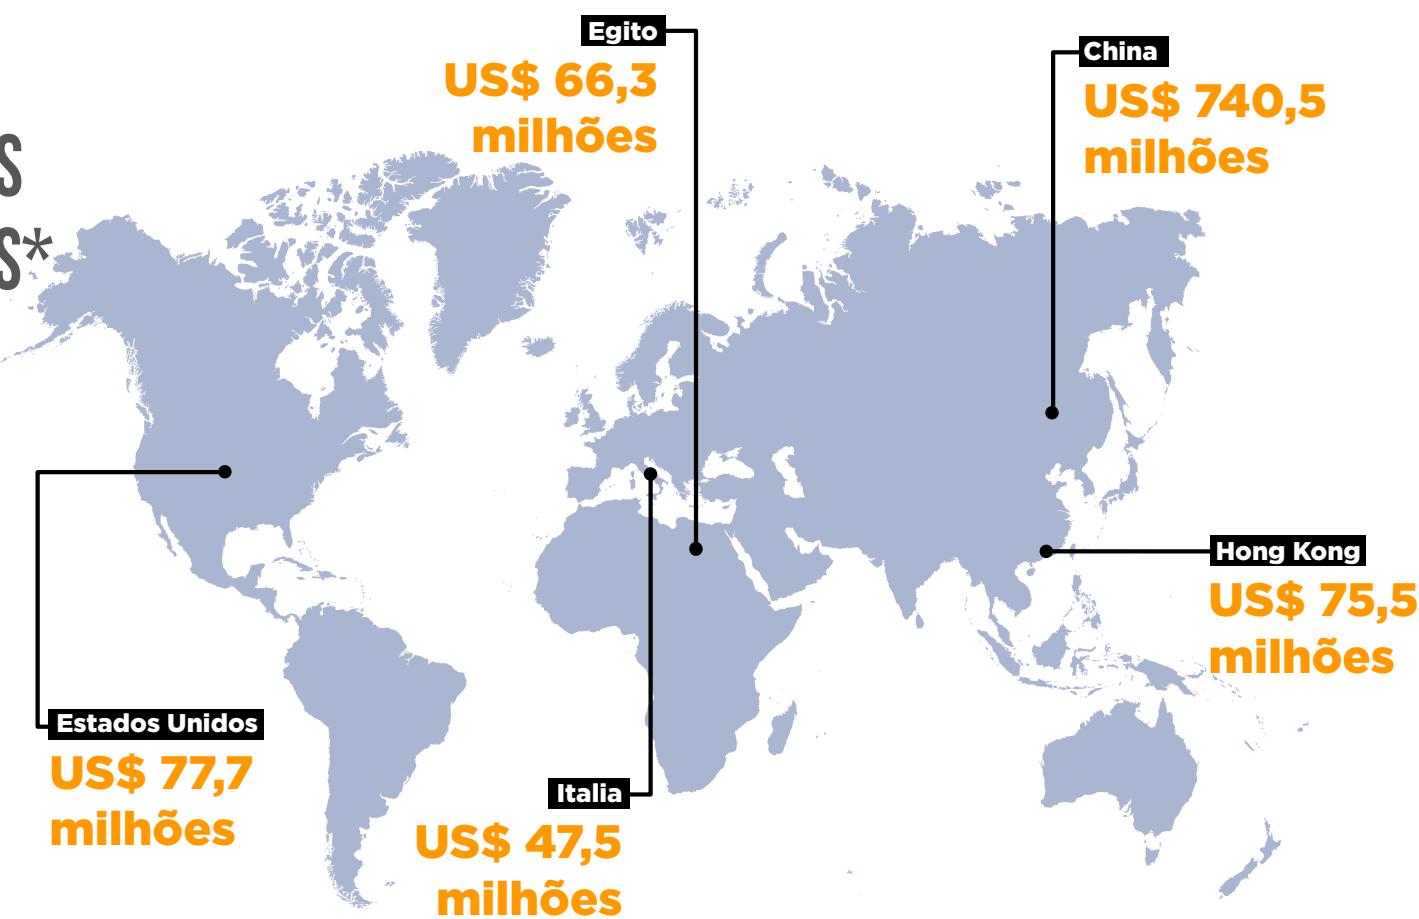 Egito
US$ 66,3
milhões
China
US$ 740,5
milhões
Hong Kong
US$ 75,5
milhões
Estados Unidos
US$ 77,7
milhões
Italia
US$ 47,5
milhões